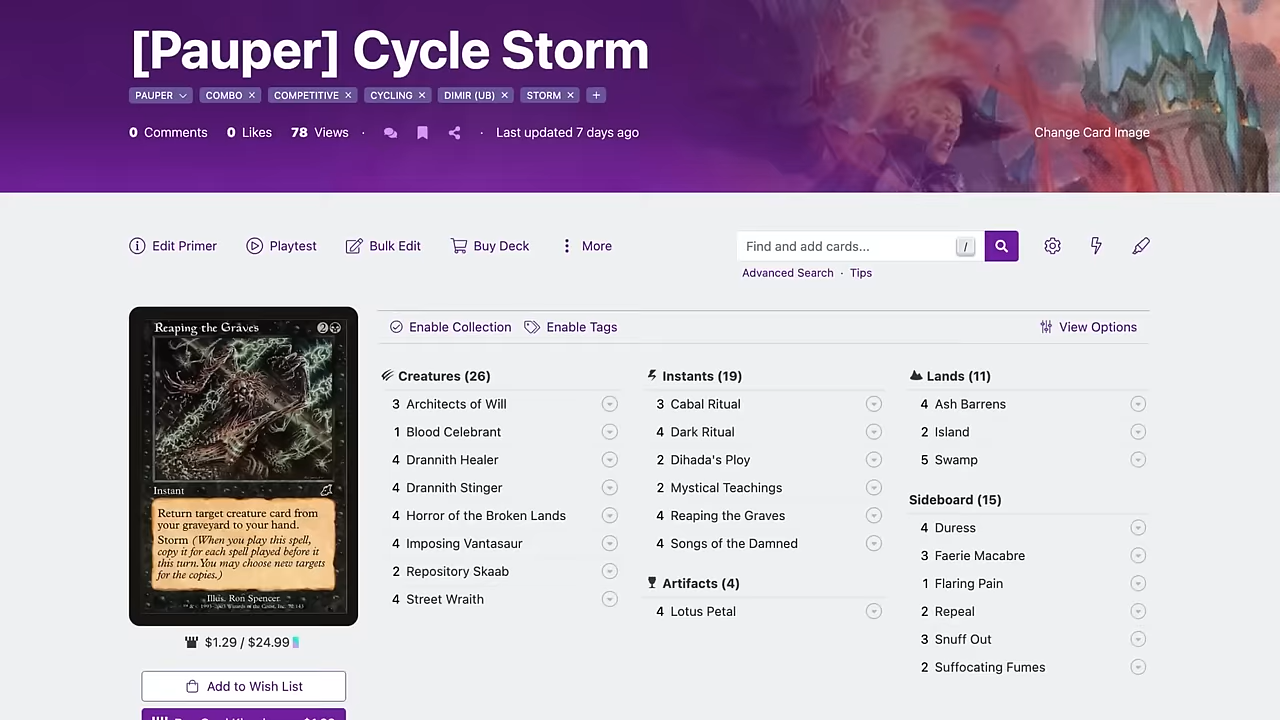 [Pauper] Cycle Storm
PAUPER COMBO × COMPETITIVE × CYCLING × DIMIR (UB) × STORM × +
0 Comments 0 Likes 78 Views · · Last updated 7 days ago
Change Card Image
Edit Primer Playtest Bulk Edit Buy Deck More
Find and add cards... /
Advanced Search · Tips
Reaping the Graves 2
Instant
Return target creature card from
your graveyard to your hand.
Storm (When you play this spell,
copy it for each spell played before it
this turn. You may choose new targets
for the copies.)
Illus. Ron Spencer
$1.29 / $24.99
Add to Wish List
Enable Collection Enable Tags View Options
Creatures (26)
3 Architects of Will
1 Blood Celebrant
4 Drannith Healer
4 Drannith Stinger
4 Horror of the Broken Lands
4 Imposing Vantasaur
2 Repository Skaab
4 Street Wraith
Instants (19)
3 Cabal Ritual
4 Dark Ritual
2 Dihada's Ploy
2 Mystical Teachings
4 Reaping the Graves
4 Songs of the Damned
Artifacts (4)
4 Lotus Petal
Lands (11)
4 Ash Barrens
2 Island
5 Swamp
Sideboard (15)
4 Duress
3 Faerie Macabre
1 Flaring Pain
2 Repeal
3 Snuff Out
2 Suffocating Fumes